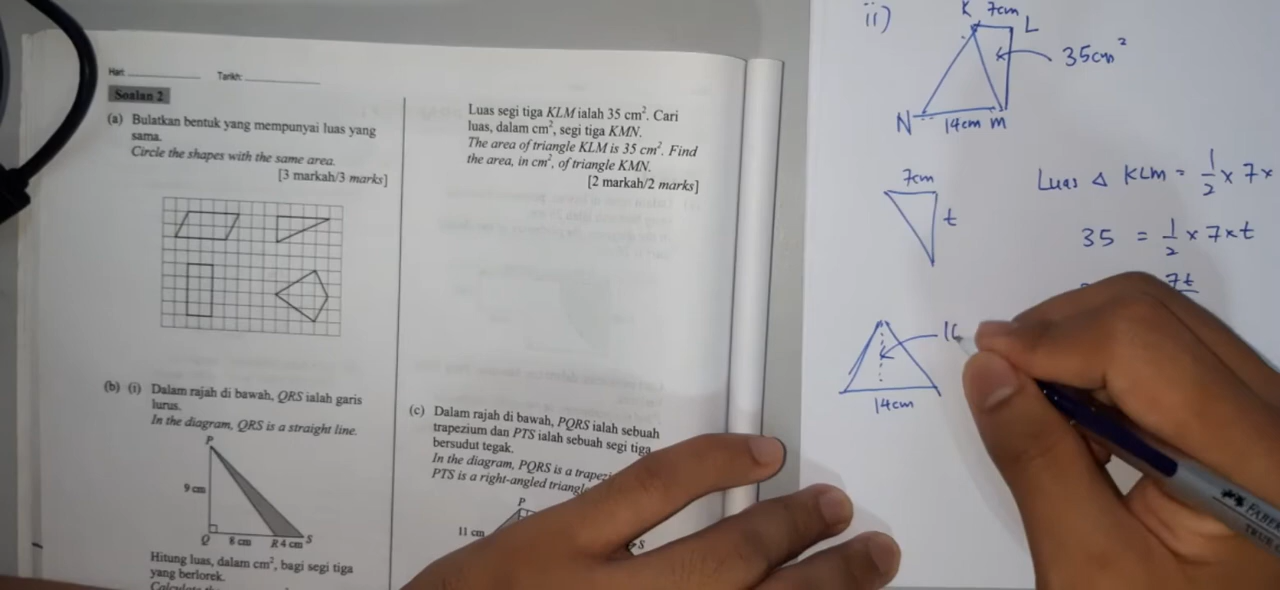 Hari: Tarikh:
Soalan 2
(a) Bulatkan bentuk yang mempunyai luas yang
sama.
Circle the shapes with the same area.
[3 markah/3 marks]
(b) (i) Dalam rajah di bawah, QRS ialah garis
lurus.
In the diagram, QRS is a straight line.
P
9 cm
Q 8 cm R 4 cm S
Hitung luas, dalam cm², bagi segi tiga
yang berlorek.
Luas segi tiga KLM ialah 35 cm². Cari
luas, dalam cm², segi tiga KMN.
The area of triangle KLM is 35 cm². Find
the area, in cm², of triangle KMN.
[2 markah/2 marks]
(c) Dalam rajah di bawah, PQRS ialah sebuah
trapezium dan PTS ialah sebuah segi tiga
bersudut tegak.
In the diagram, PQRS is a
PTS is a right-angled
P
11 cm
S
ii) K 7cm L
35cm²
N 14cm M
7cm
t
Luas Δ KLM = 1/2 × 7 ×
35 = 1/2 × 7 × t
7t
14cm
FABER